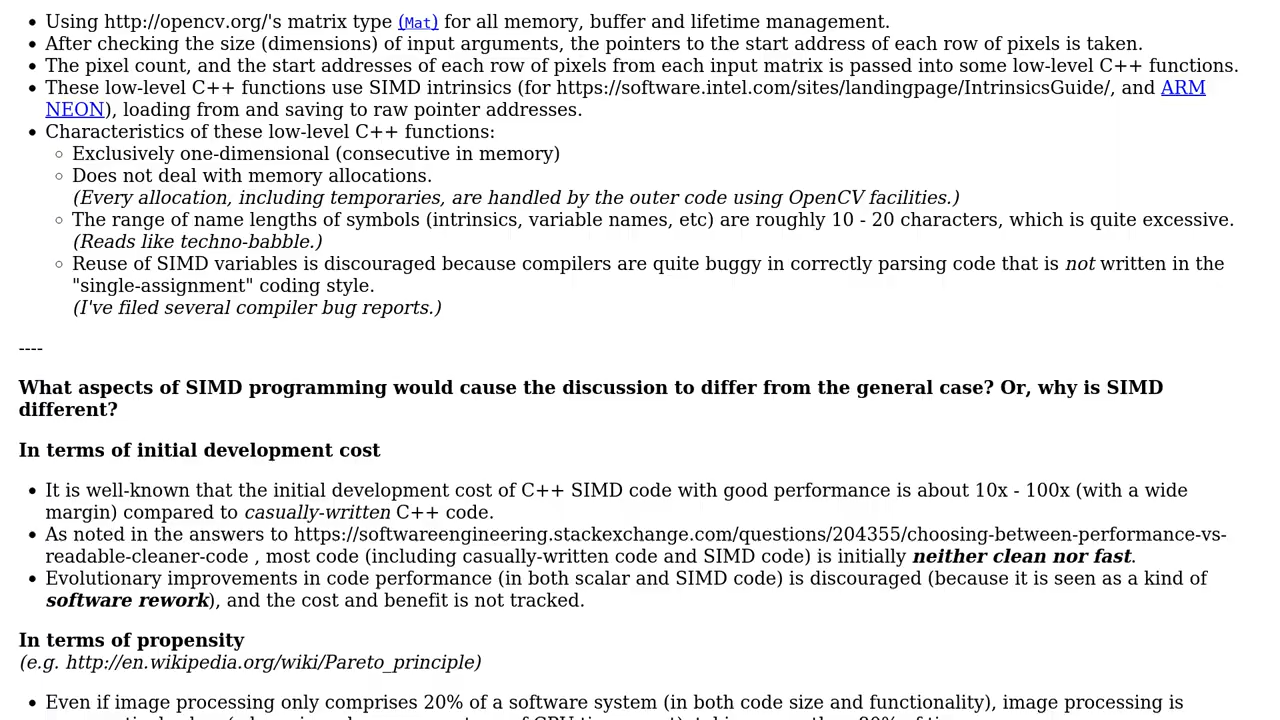 • Using http://opencv.org/'s matrix type (Mat) for all memory, buffer and lifetime management.
• After checking the size (dimensions) of input arguments, the pointers to the start address of each row of pixels is taken.
• The pixel count, and the start addresses of each row of pixels from each input matrix is passed into some low-level C++ functions.
• These low-level C++ functions use SIMD intrinsics (for https://software.intel.com/sites/landingpage/IntrinsicsGuide/, and ARM
NEON), loading from and saving to raw pointer addresses.
• Characteristics of these low-level C++ functions:
◦ Exclusively one-dimensional (consecutive in memory)
◦ Does not deal with memory allocations.
(Every allocation, including temporaries, are handled by the outer code using OpenCV facilities.)
◦ The range of name lengths of symbols (intrinsics, variable names, etc) are roughly 10 - 20 characters, which is quite excessive.
(Reads like techno-babble.)
◦ Reuse of SIMD variables is discouraged because compilers are quite buggy in correctly parsing code that is not written in the
"single-assignment" coding style.
(I've filed several compiler bug reports.)
----
What aspects of SIMD programming would cause the discussion to differ from the general case? Or, why is SIMD
different?
In terms of initial development cost
• It is well-known that the initial development cost of C++ SIMD code with good performance is about 10x - 100x (with a wide
margin) compared to casually-written C++ code.
• As noted in the answers to https://softwareengineering.stackexchange.com/questions/204355/choosing-between-performance-vs-
readable-cleaner-code , most code (including casually-written code and SIMD code) is initially neither clean nor fast.
• Evolutionary improvements in code performance (in both scalar and SIMD code) is discouraged (because it is seen as a kind of
software rework), and the cost and benefit is not tracked.
In terms of propensity
(e.g. http://en.wikipedia.org/wiki/Pareto_principle)
• Even if image processing only comprises 20% of a software system (in both code size and functionality), image processing is